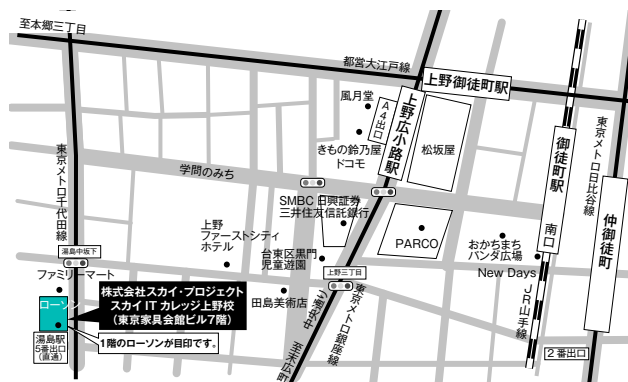 至本郷三丁目
都営大江戸線
上野御徒町駅
風月堂
A4出口
上野広小路駅
松坂屋
きもの鈴乃屋
ドコモ
御徒町駅
東京メトロ日比谷線
東京メトロ千代田線
学問のみち
仲御徒町
南口
SMBC日興証券
三井住友信託銀行
上野
ファーストシティ
ホテル
PARCO
おかちまち
パンダ広場
湯島中坂下
台東区黒門
児童遊園
上野三丁目
New Days
ファミリーマート
ローソン
株式会社スカイ・プロジェクト
スカイ IT カレッジ上野校
(東京家具会館ビル7階)
田島美術店
中央通り
東京メトロ銀座線
JR山手線
湯島駅
5番出口
(直通)
1階のローソンが目印です。
至末広町
2番出口